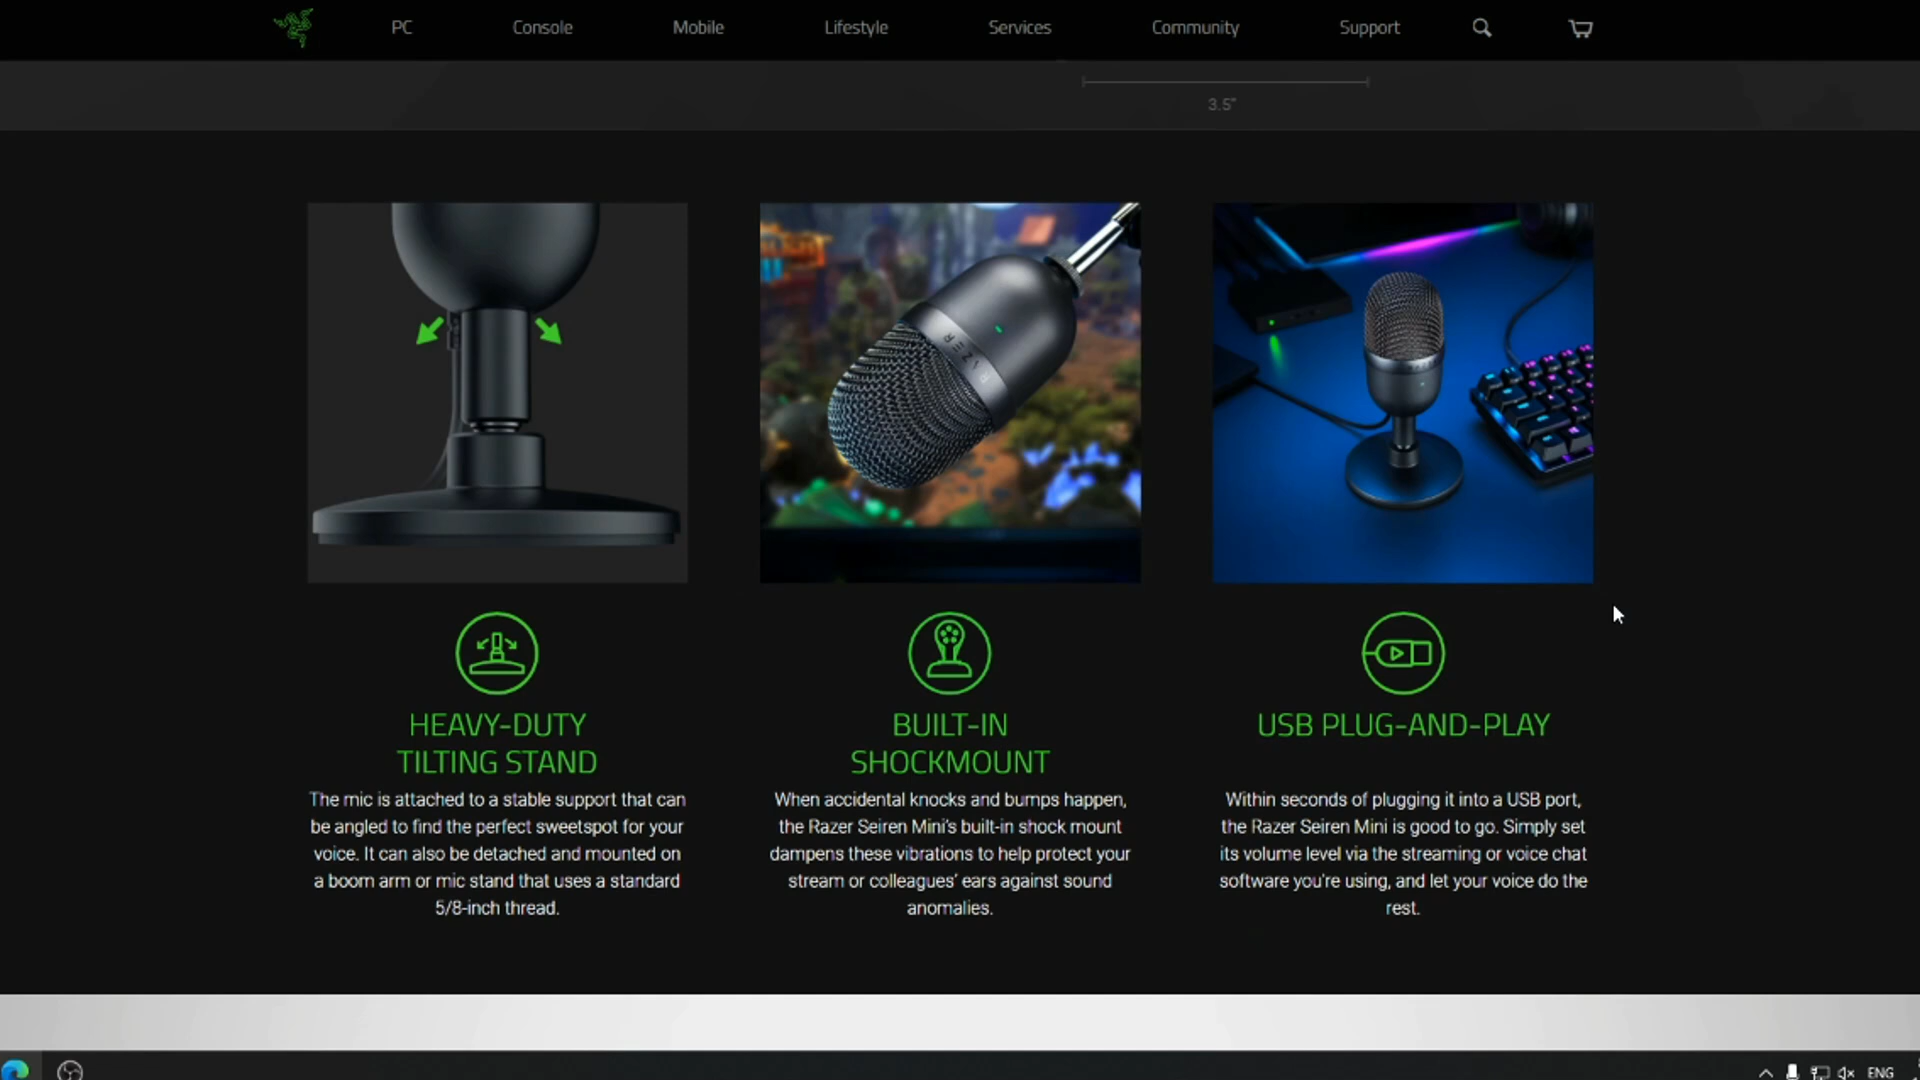 PC Console Mobile Lifestyle Services Community Support
3.5"
RAZER
HEAVY-DUTY
TILTING STAND
The mic is attached to a stable support that can
be angled to find the perfect sweetspot for your
voice. It can also be detached and mounted on
a boom arm or mic stand that uses a standard
5/8-inch thread.
BUILT-IN
SHOCKMOUNT
When accidental knocks and bumps happen,
the Razer Seiren Mini's built-in shock mount
dampens these vibrations to help protect your
stream or colleagues' ears against sound
anomalies.
USB PLUG-AND-PLAY
Within seconds of plugging it into a USB port,
the Razer Seiren Mini is good to go. Simply set
its volume level via the streaming or voice chat
software you're using, and let your voice do the
rest.
ENG